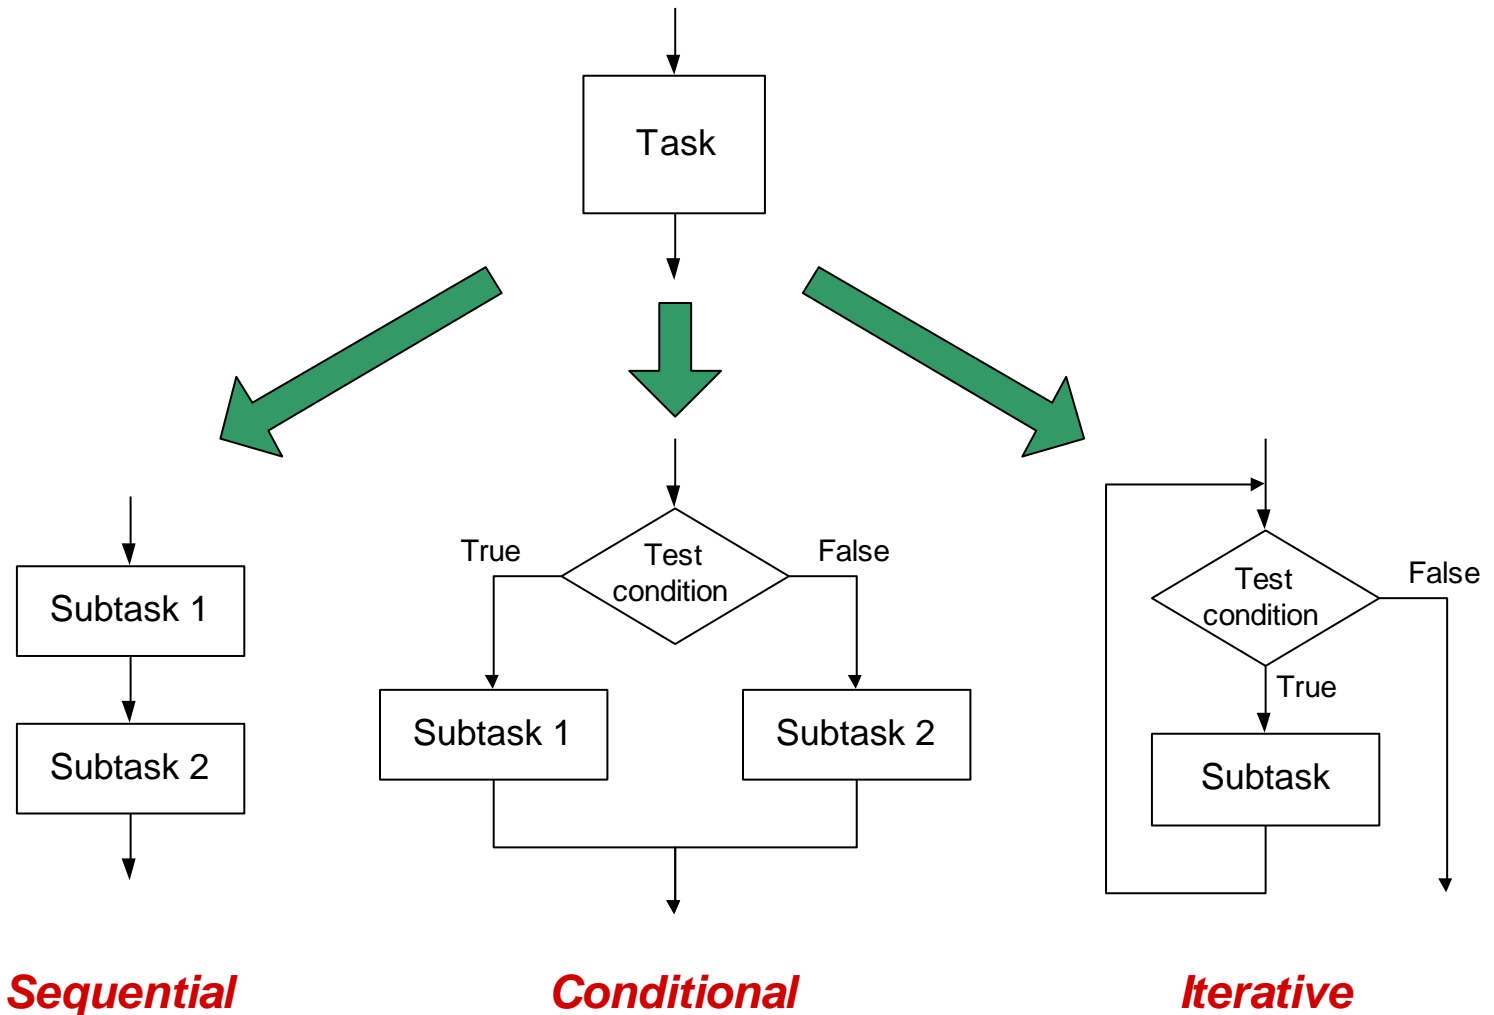 Task
Subtask 1
Subtask 2
Sequential
True
False
Test
condition
Subtask 1
Subtask 2
Conditional
Test
condition
False
True
Subtask
Iterative